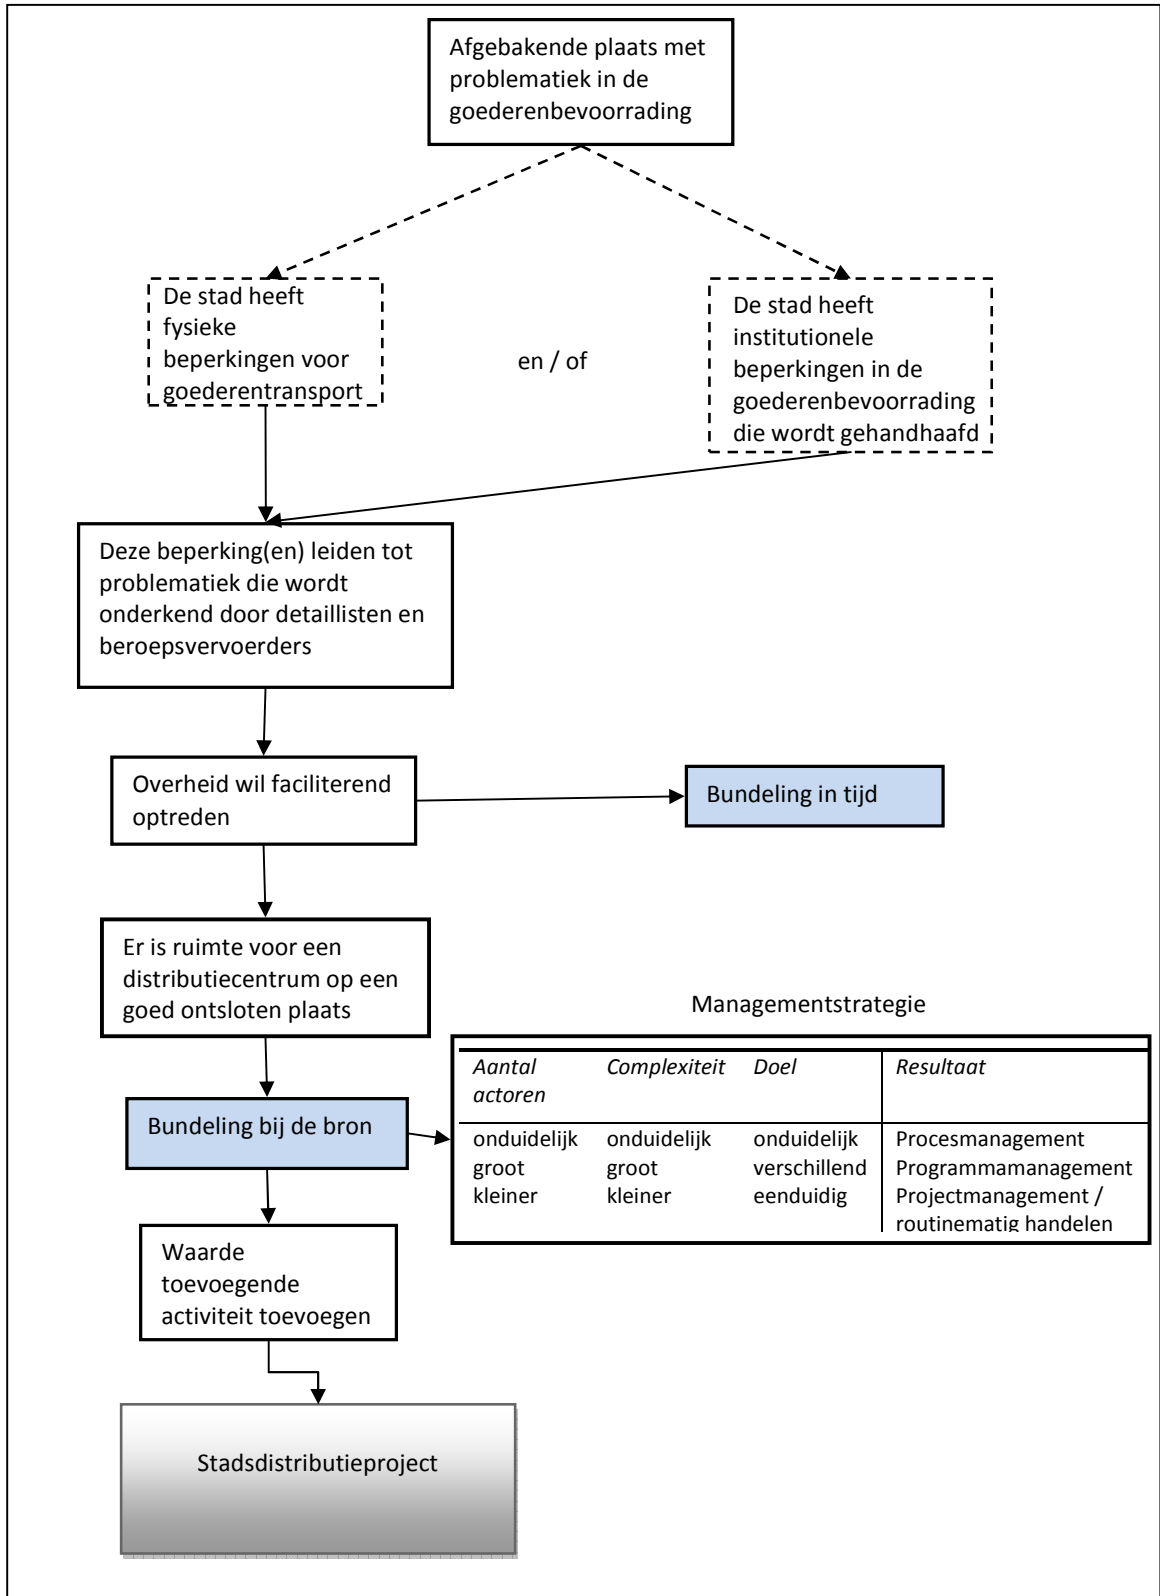 Afgebakende plaats met
problematiek in de
goederenbevoorrading
De stad heeft
fysieke
beperkingen voor
goederentransport
en / of
De stad heeft
institutionele
beperkingen in de
goederenbevoorrading
die wordt gehandhaafd
Deze beperking(en) leiden tot
problematiek die wordt
onderkend door detaillisten en
beroepsvervoerders
Overheid wil faciliterend
optreden
Bundeling in tijd
Er is ruimte voor een
distributiecentrum op een
goed ontsloten plaats
Managementstrategie
Aantal actoren Complexiteit Doel Resultaat
onduidelijk onduidelijk onduidelijk Procesmanagement
groot groot verschillend Programmamanagement
kleiner kleiner eenduidig Projectmanagement /
routinematig handelen
Bundeling bij de bron
Waarde
toevoegende
activiteit toevoegen
Stadsdistributieproject